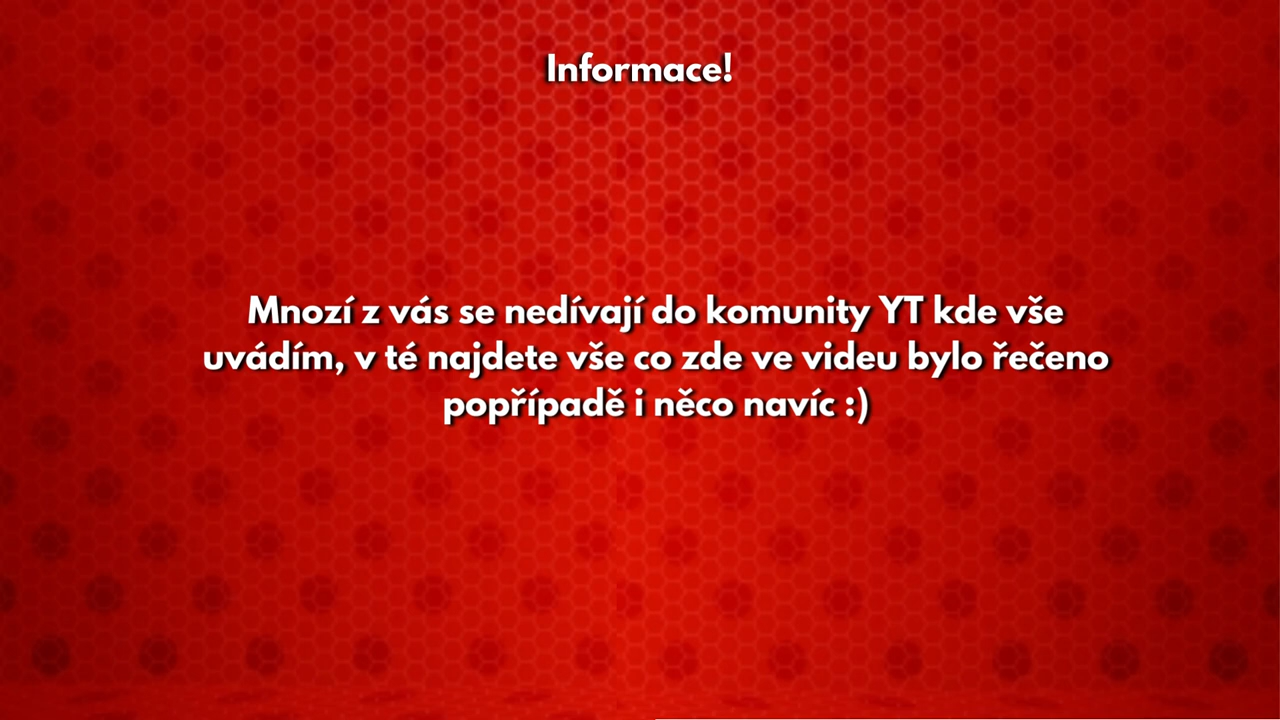 Informace!
Mnozí z vás se nedívají do komunity YT kde vše
uvádím, v té najdete vše co zde ve videu bylo řečeno
popřípadě i něco navíc :)